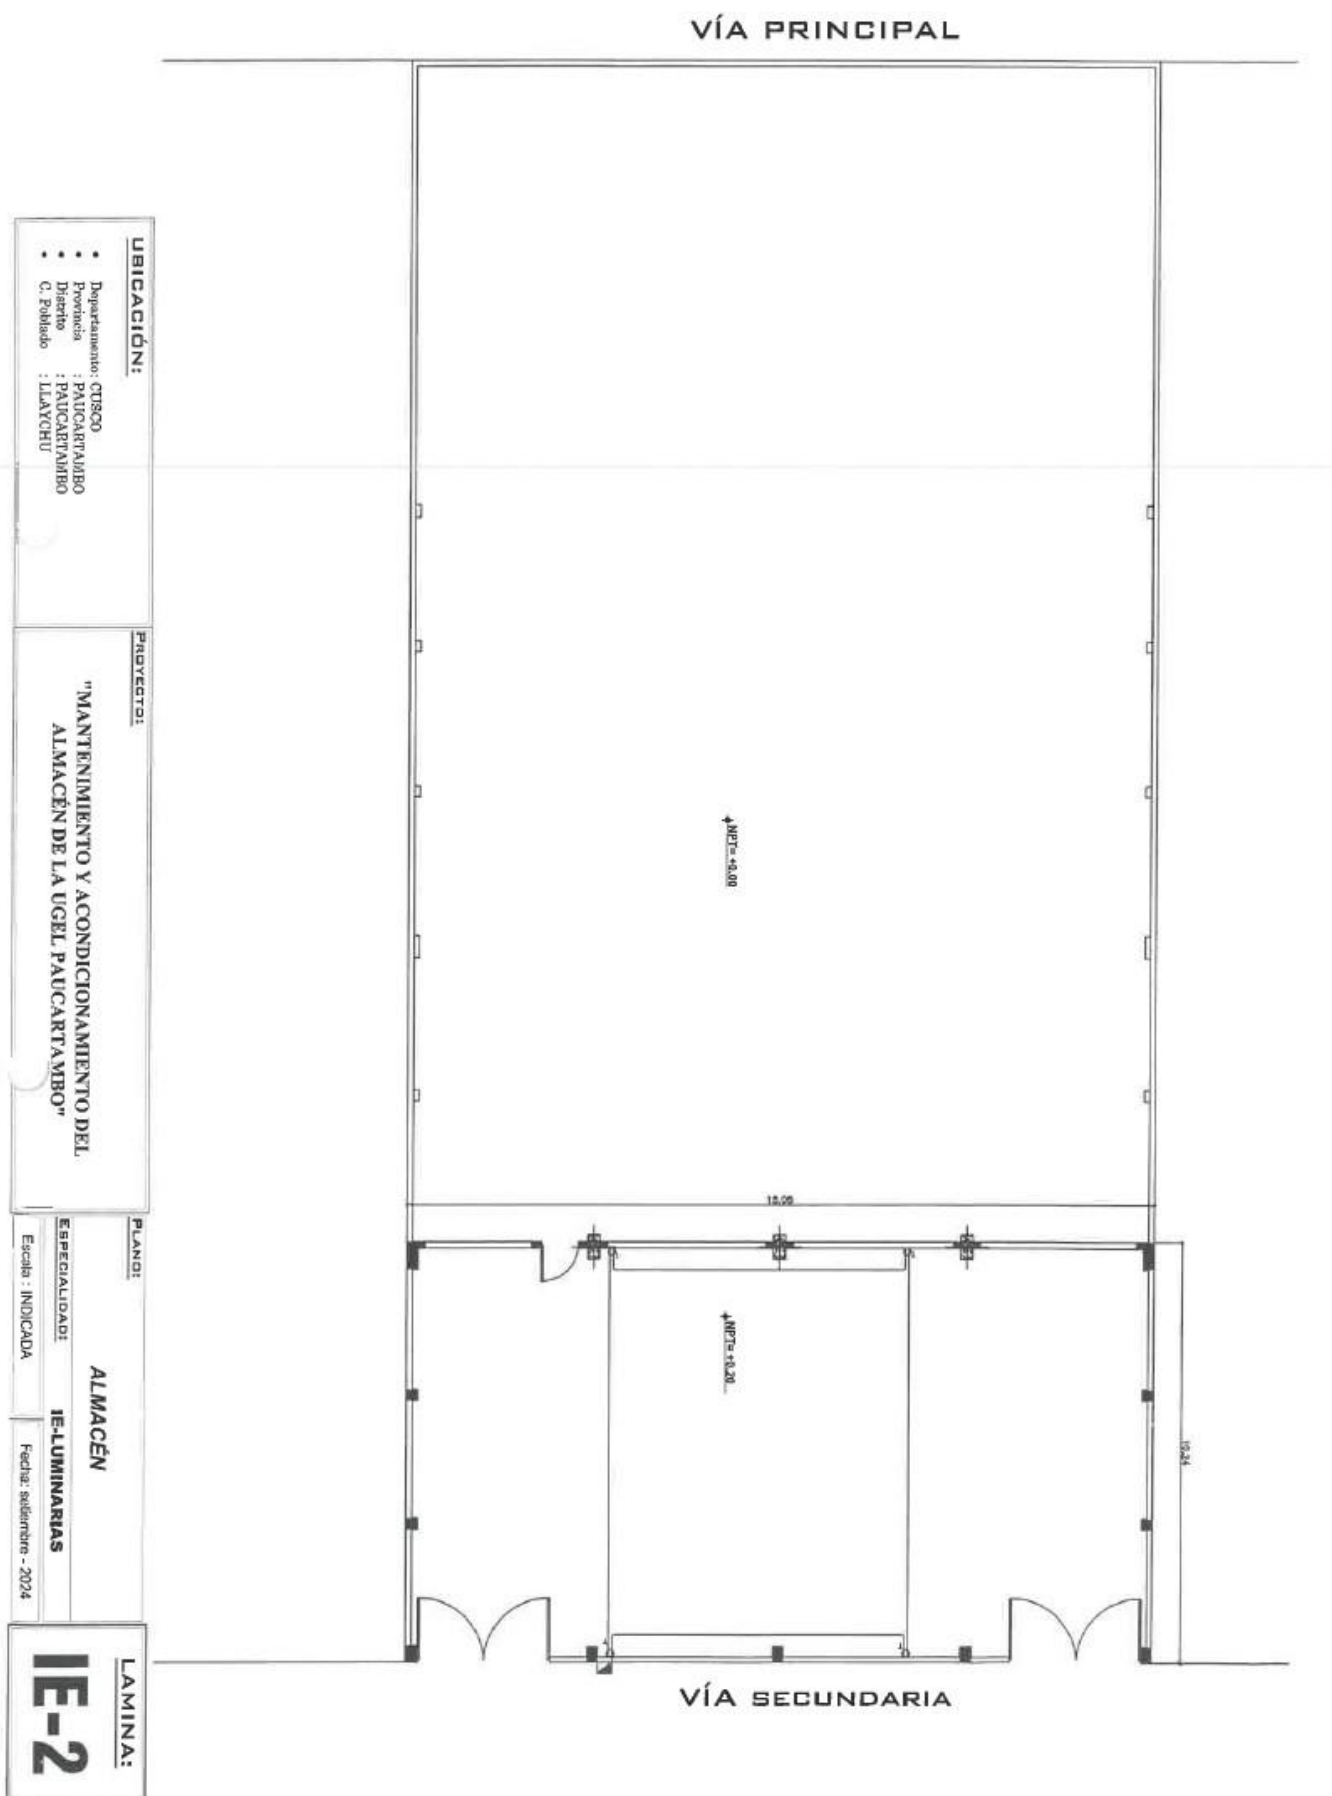 VÍA PRINCIPAL
UBICACIÓN:
• Departamento: CUSCO
• Provincia : PAUCARTAMBO
• Distrito : PAUCARTAMBO
• C. Poblado : LLAYCHU
PROYECTO:
"MANTENIMIENTO Y ACONDICIONAMIENTO DEL
ALMACÉN DE LA UGEL PAUCARTAMBO"
PLANO:
ALMACÉN
ESPECIALIDAD:
IE-LUMINARIAS
Escala : INDICADA
Fecha: setiembre - 2024
LAMINA:
IE-2
NPT= +0.00
NPT= +0.20
10.24
VÍA SECUNDARIA